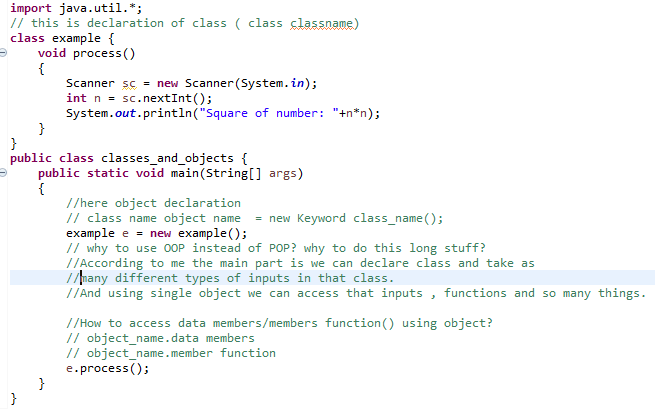 import java.util.*;
// this is declaration of class ( class classname)
class example {
void process()
{
Scanner sc = new Scanner(System.in);
int n = sc.nextInt();
System.out.println("Square of number: "+n*n);
}
}
public class classes_and_objects {
public static void main(String[] args)
{
//here object declaration
// class name object name  = new Keyword class_name();
example e = new example();
// why to use OOP instead of POP? why to do this long stuff?
//According to me the main part is we can declare class and take as
//many different types of inputs in that class.
//And using single object we can access that inputs , functions and so many things.
//How to access data members/members function() using object?
// object_name.data members
// object_name.member function
e.process();
}
}